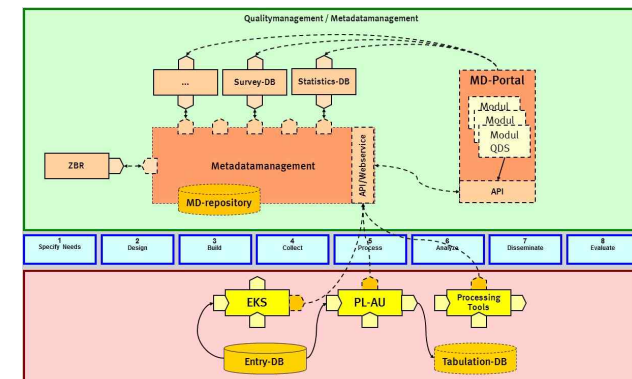 Qualitymanagement / Metadatamanagement
...
Survey-DB
Statistics-DB
MD-Portal
Modul
Modul
Modul
QDS
API
ZBR
Metadatamanagement
API/Webservice
MD-repository
1
Specify Needs
2
Design
3
Build
4
Collect
5
Process
6
Analyze
7
Disseminate
8
Evaluate
EKS
PL-AU
Processing
Tools
Entry-DB
Tabulation-DB